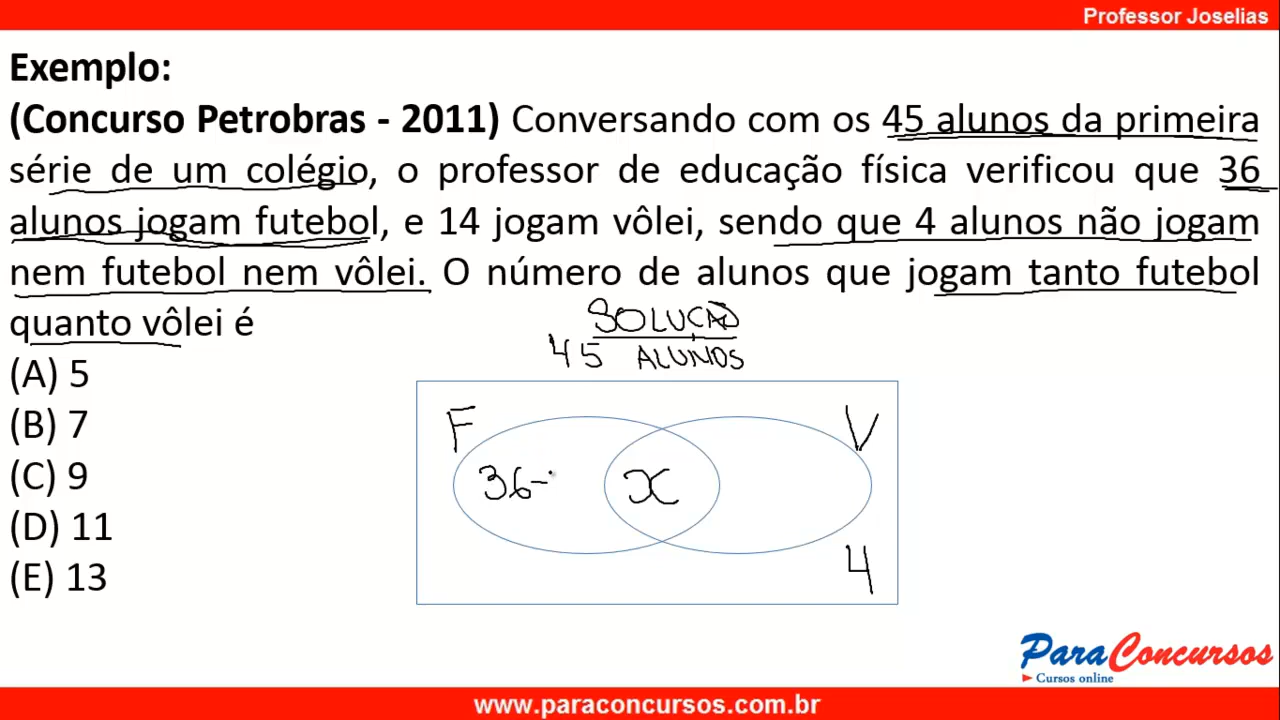 Professor Joselias
Exemplo:
(Concurso Petrobras - 2011) Conversando com os 45 alunos da primeira
série de um colégio, o professor de educação física verificou que 36
alunos jogam futebol, e 14 jogam vôlei, sendo que 4 alunos não jogam
nem futebol nem vôlei. O número de alunos que jogam tanto futebol
quanto vôlei é
SOLUÇÃO
45 ALUNOS
(A) 5
(B) 7
(C) 9
(D) 11
(E) 13
F
V
36-
x
4
ParaConcursos
Cursos online
www.paraconcursos.com.br